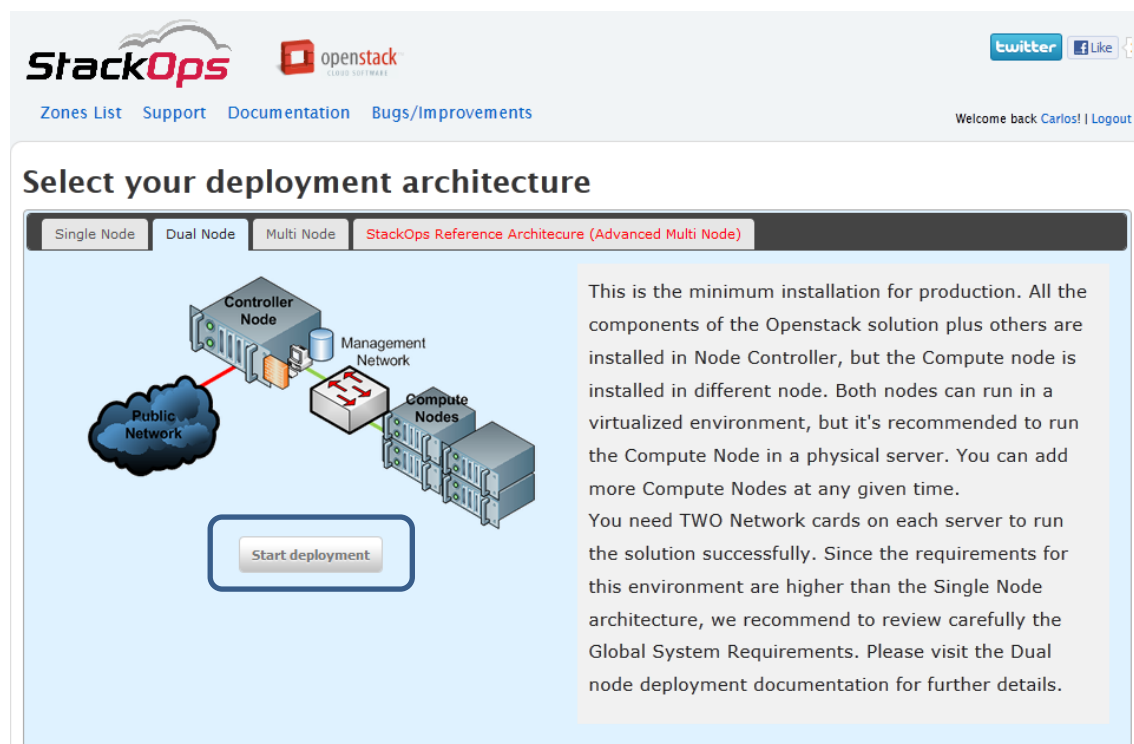 StackOps
openstack
CLOUD SOFTWARE
twitter
Like
Zones List Support Documentation Bugs/Improvements
Welcome back Carlos! | Logout
Select your deployment architecture
Single Node Dual Node Multi Node StackOps Reference Architecure (Advanced Multi Node)
Controller
Node
Management
Network
Compute
Nodes
Public
Network
Start deployment
This is the minimum installation for production. All the
components of the Openstack solution plus others are
installed in Node Controller, but the Compute node is
installed in different node. Both nodes can run in a
virtualized environment, but it's recommended to run
the Compute Node in a physical server. You can add
more Compute Nodes at any given time.
You need TWO Network cards on each server to run
the solution successfully. Since the requirements for
this environment are higher than the Single Node
architecture, we recommend to review carefully the
Global System Requirements. Please visit the Dual
node deployment documentation for further details.